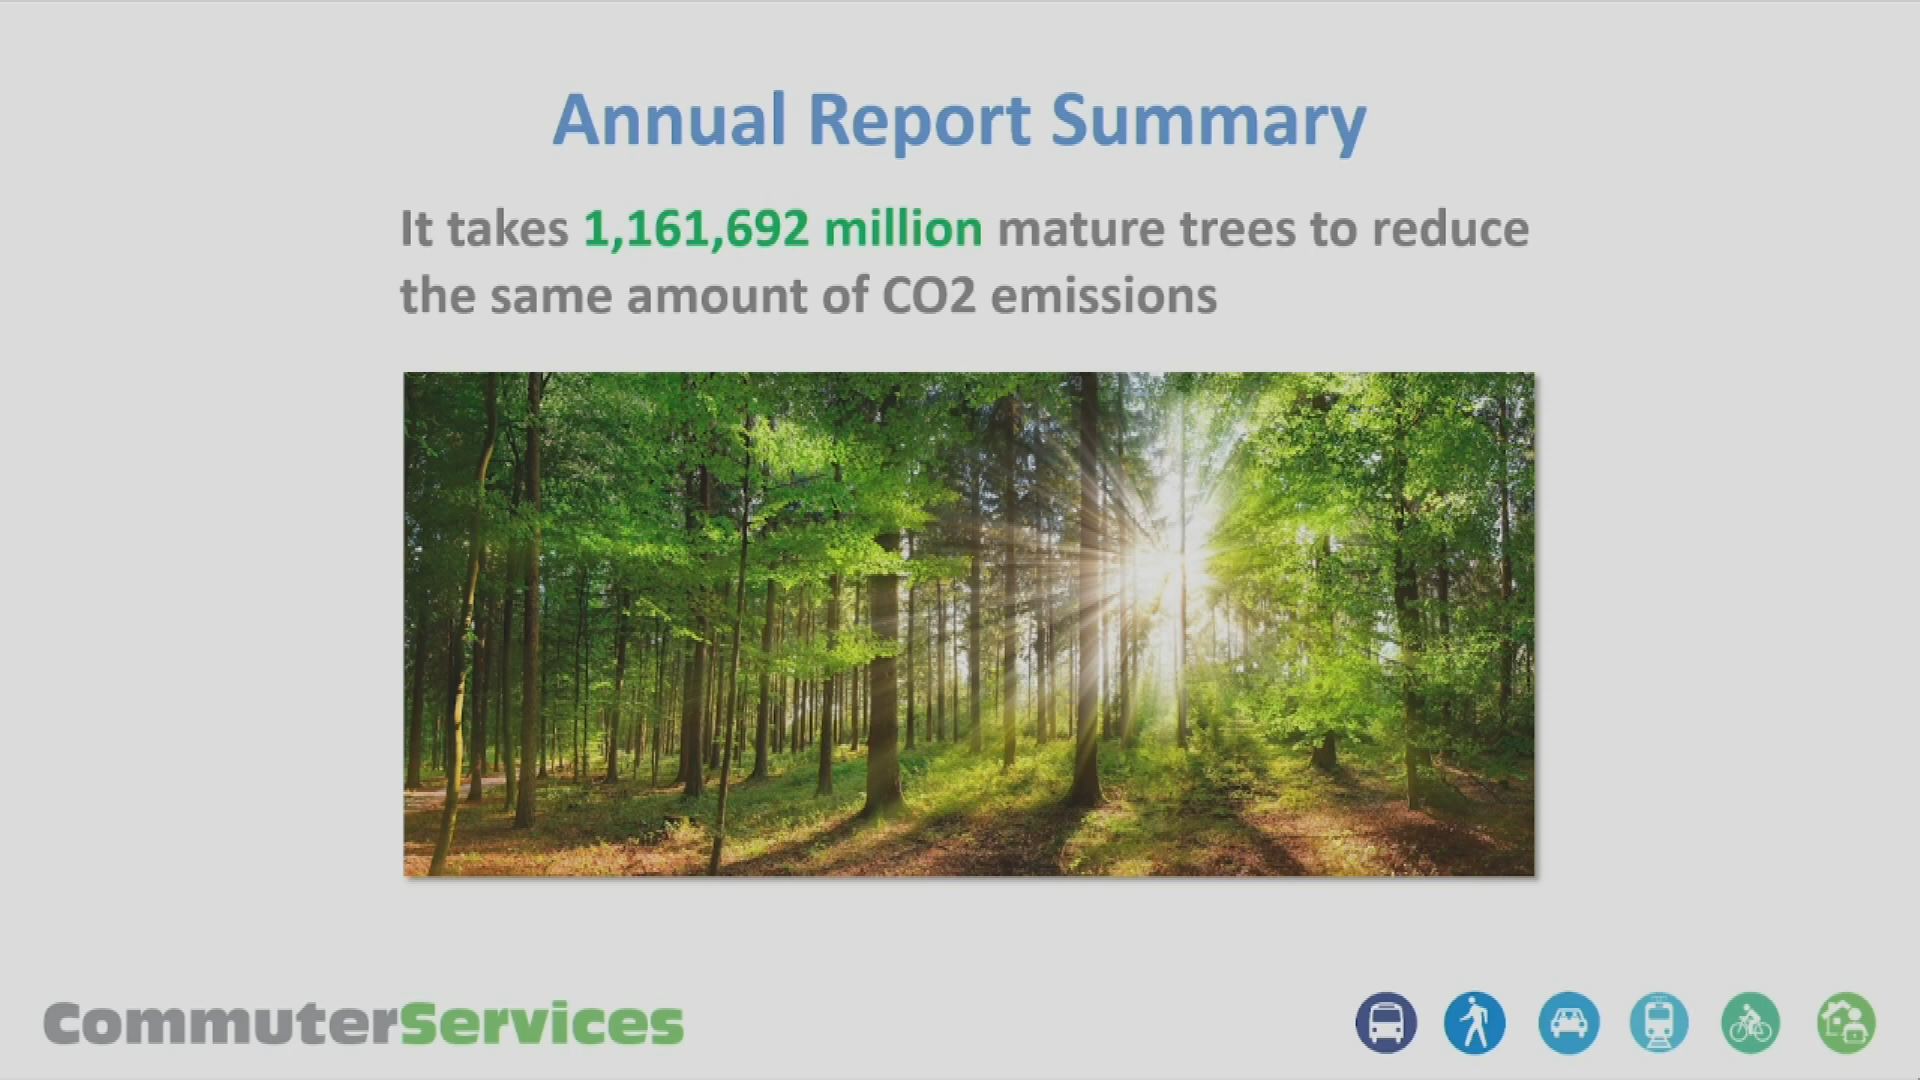 Annual Report Summary
It takes 1,161,692 million mature trees to reduce
the same amount of CO2 emissions
CommuterServices